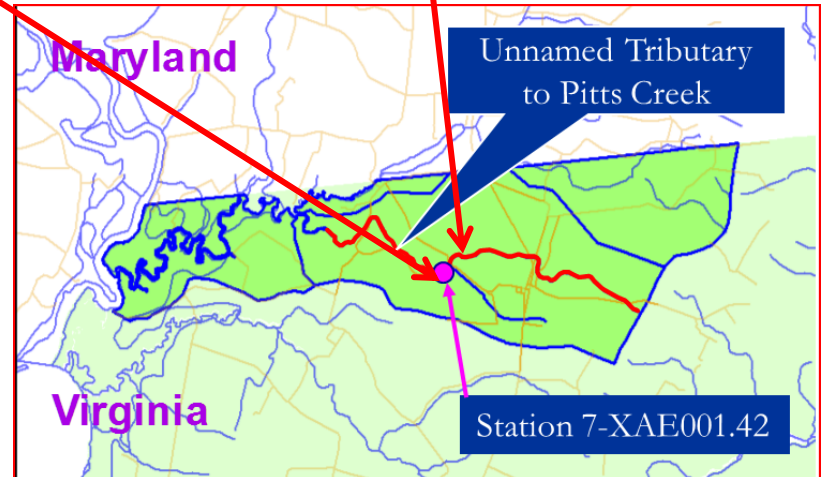 Maryland
Unnamed Tributary
to Pitts Creek
Virginia
Station 7-XAE001.42